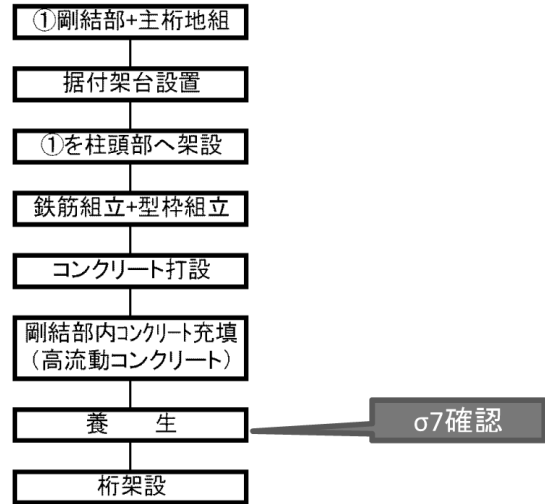 ①剛結部+主桁地組
据付架台設置
①を柱頭部へ架設
鉄筋組立+型枠組立
コンクリート打設
剛結部内コンクリート充填
（高流動コンクリート）
養　　生
σ7確認
桁架設